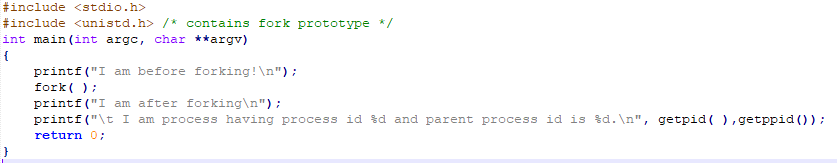 #include <stdio.h>
#include <unistd.h> /* contains fork prototype */
int main(int argc, char **argv)
{
    printf("I am before forking!\n");
    fork( );
    printf("I am after forking\n");
    printf("\t I am process having process id %d and parent process id is %d.\n", getpid( ),getppid());
    return 0;
}